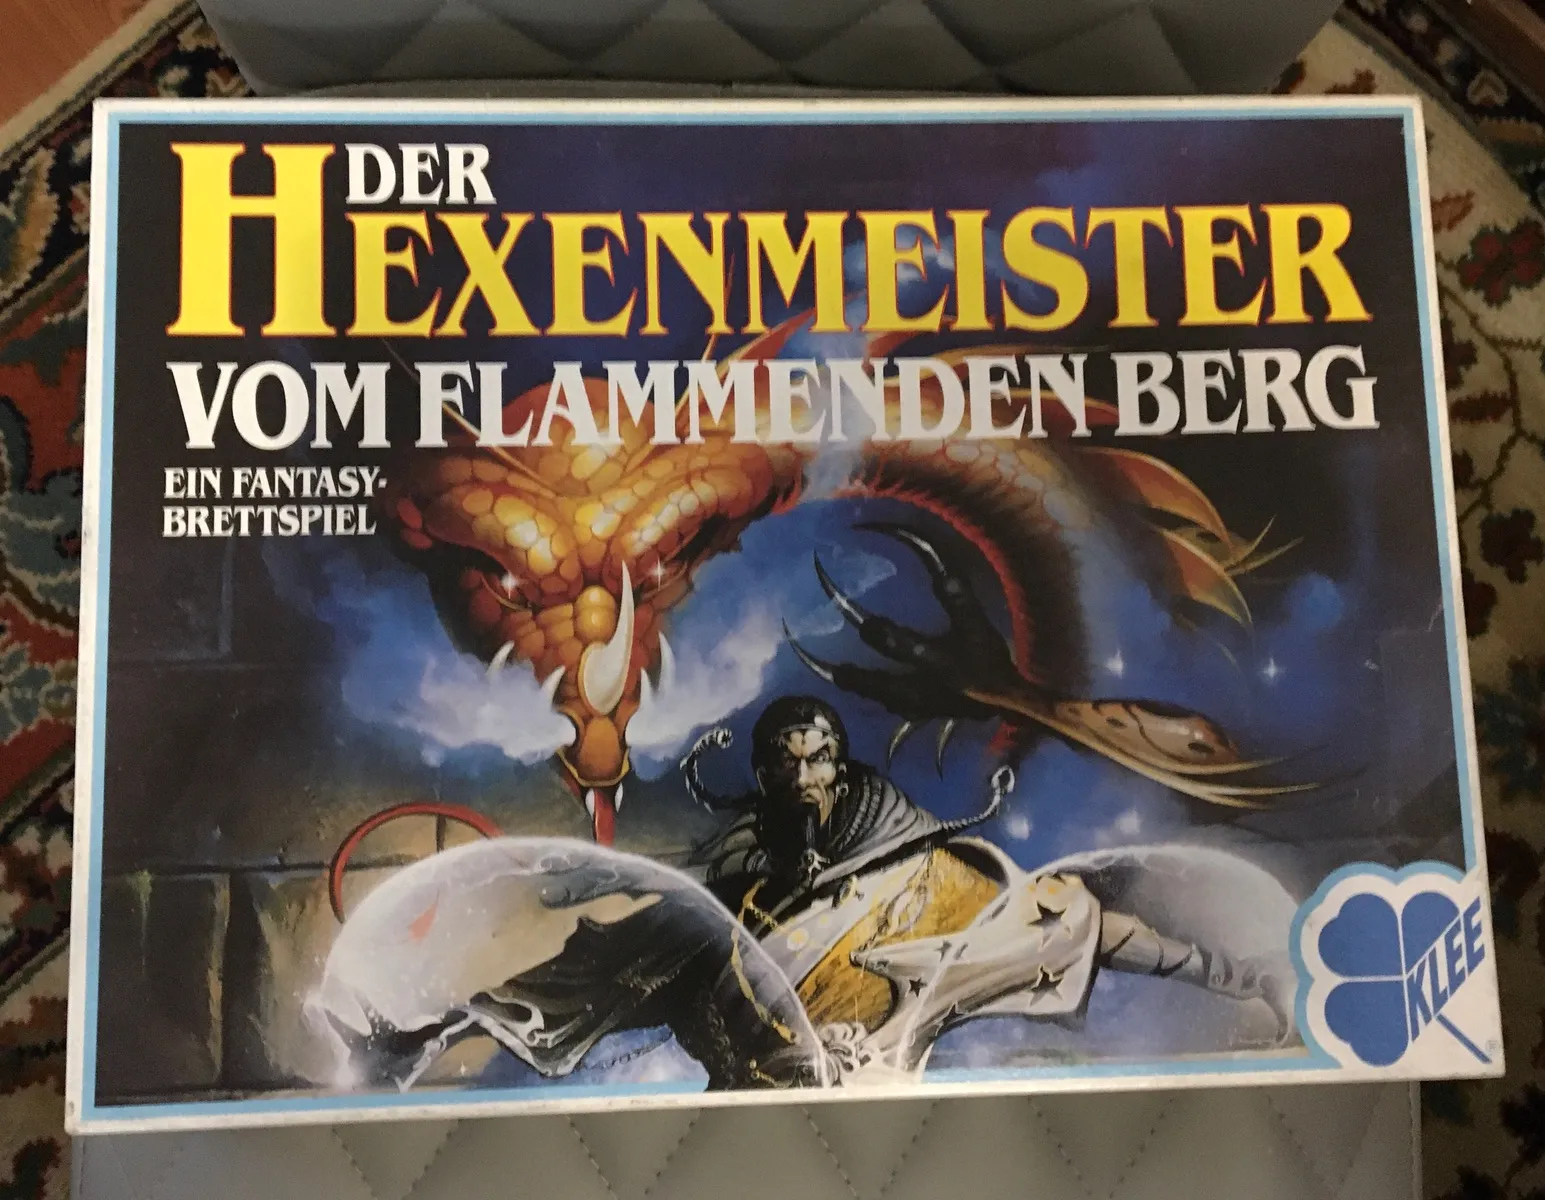 DER
HEXENMEISTER
VOM FLAMMENDEN BERG
EIN FANTASY-
BRETTSPIEL
KLEE
®